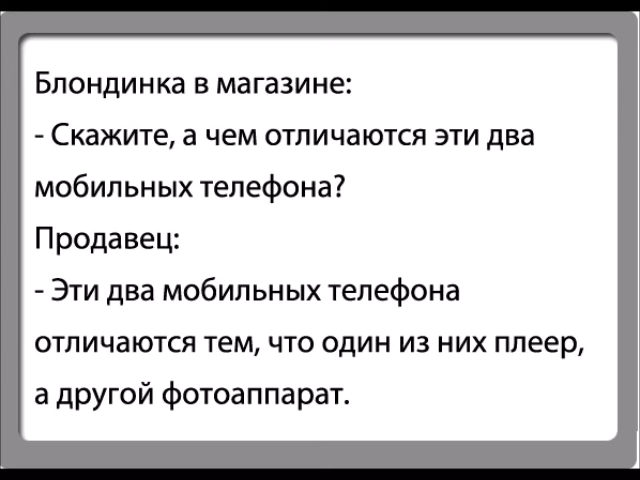 Блондинка в магазине:
- Скажите, а чем отличаются эти два
мобильных телефона?
Продавец:
- Эти два мобильных телефона
отличаются тем, что один из них плеер,
а другой фотоаппарат.